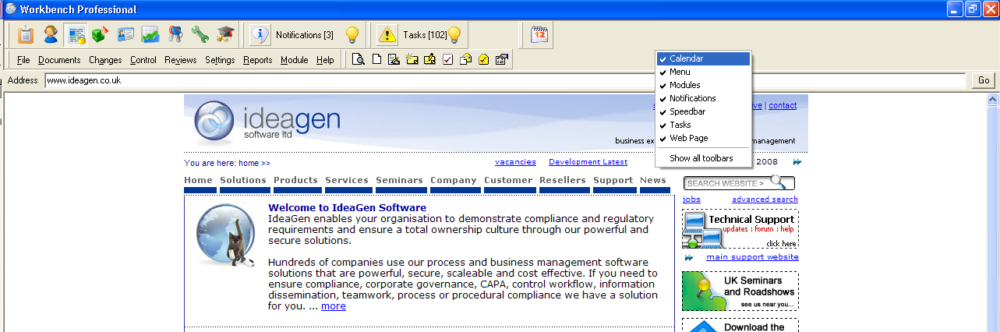 Workbench Professional
Notifications [3]
Tasks [102]
12
File Documents Changes Control Reviews Settings Reports Module Help
Address www.ideagen.co.uk Go
Calendar
Menu
Modules
Notifications
Speedbar
Tasks
Web Page
Show all toolbars
ideagen
software ltd
| contact
business
management
You are here: home >>
vacancies Development Latest
2008
Home Solutions Products Services Seminars Company Customer Resellers Support News
SEARCH WEBSITE >
jobs advanced search
Welcome to IdeaGen Software
IdeaGen enables your organisation to demonstrate compliance and regulatory
requirements and ensure a total ownership culture through our powerful and
secure solutions.
Hundreds of companies use our process and business management software
solutions that are powerful, secure, scaleable and cost effective. If you need to
ensure compliance, corporate governance, CAPA, control workflow, information
dissemination, teamwork, process or procedural compliance we have a solution
for you. ... more
Technical Support
updates : forum : help
click here
main support website
UK Seminars
and Roadshows
see us near you...
Download the